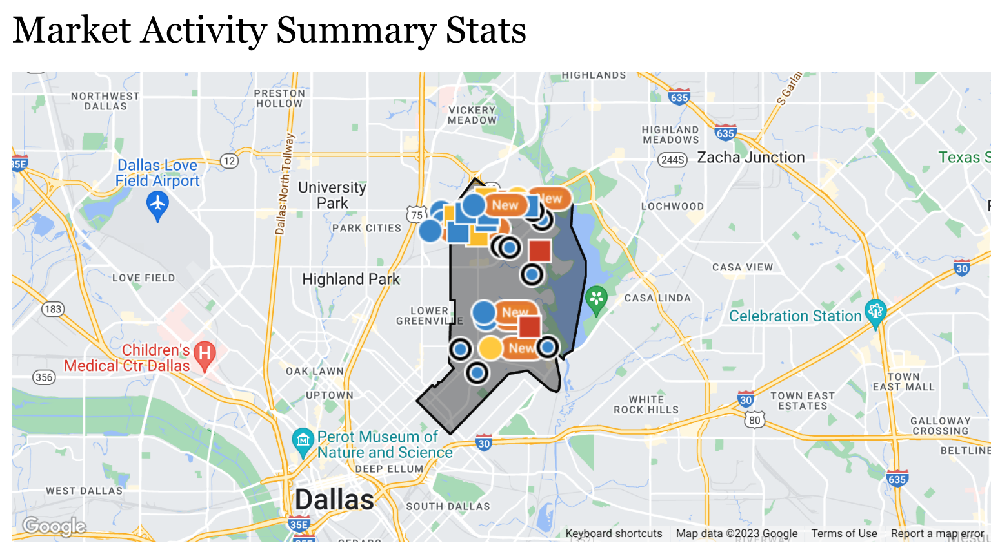 Market Activity Summary Stats
HIGHLANDS
NORTHWEST
DALLAS
PRESTON
HOLLOW
S Garlan
635
VICKERY
MEADOW
HIGHLAND
MEADOWS
635
35E
12
Dallas Love
Field Airport
Dallas North Tollway
244S
Zacha Junction
Texas S
University
Park
New
New
75
LOCHWOOD
PARK CITIES
CASA VIEW
30
LOVE FIELD
Highland Park
183
LOWER
GREENVILLE
New
CASA LINDA
Celebration Station
Children's
Medical Ctr Dallas
H
New
356
OAK LAWN
UPTOWN
TOWN
EAST MALL
WHITE
ROCK HILLS
30
TOWN EAST
ESTATES
80
GALLOWAY
CROSSING
Perot Museum of
Nature and Science
30
BELTLINE
DEEP ELLUM
635
WEST DALLAS
Dallas
SOUTH DALLAS
Google
35E
Keyboard shortcuts
Map data ©2023 Google
Terms of Use
Report a map error